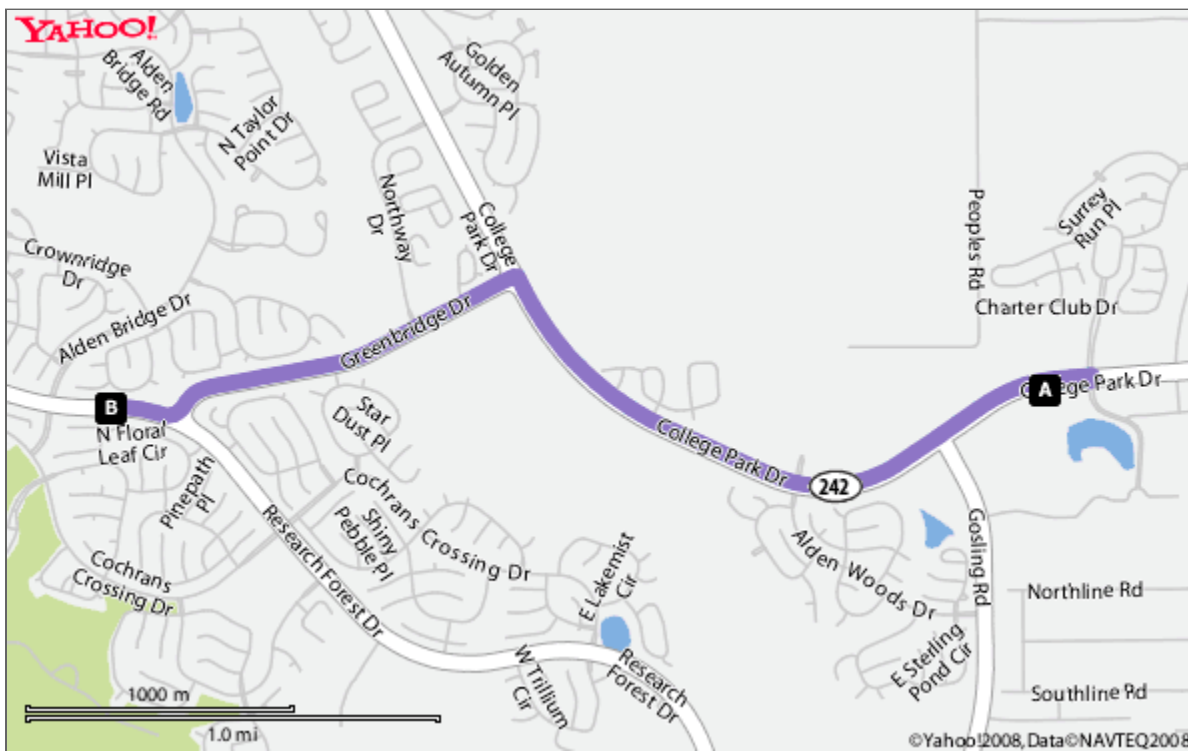 YAHOO!
Alden
Bridge Rd
Golden
Autumn Pl
N Taylor
Point Dr
Vista
Mill Pl
Northway
Dr
College
Park Dr
Peoples Rd
Surrey
Run Pl
Crownridge
Dr
Charter Club Dr
Alden Bridge Dr
Greenbridge Dr
A
College Park Dr
B
N Floral
Leaf Cir
Star
Dust Pl
College Park Dr
242
Pinepath
Pl
Cochrans
Crossing Dr
Shiny
Pebble Pl
Research Forest Dr
Gosling Rd
E Lakemist
Cir
Alden Woods Dr
Cochrans
Crossing Dr
Northline Rd
E Sterling
Pond Cir
W Trillium
Cir
Research
Forest Dr
Southline Rd
1000 m
1.0 mi
©Yahoo!2008, Data©NAVTEQ2008